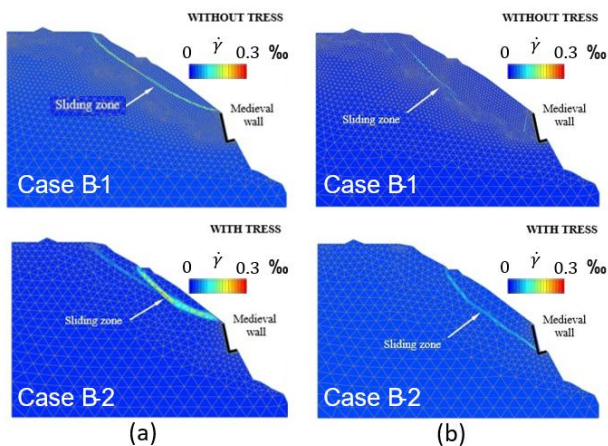 WITHOUT TRESS
0 γ̇ 0.3 ‰
Sliding zone
Medieval
wall
Case B-1
WITHOUT TRESS
0 γ̇ 0.3 ‰
Sliding zone
Medieval
wall
Case B-1
WITH TRESS
0 γ̇ 0.3 ‰
Sliding zone
Medieval
wall
Case B-2
WITH TRESS
0 γ̇ 0.3 ‰
Sliding zone
Medieval
wall
Case B-2
(a)
(b)